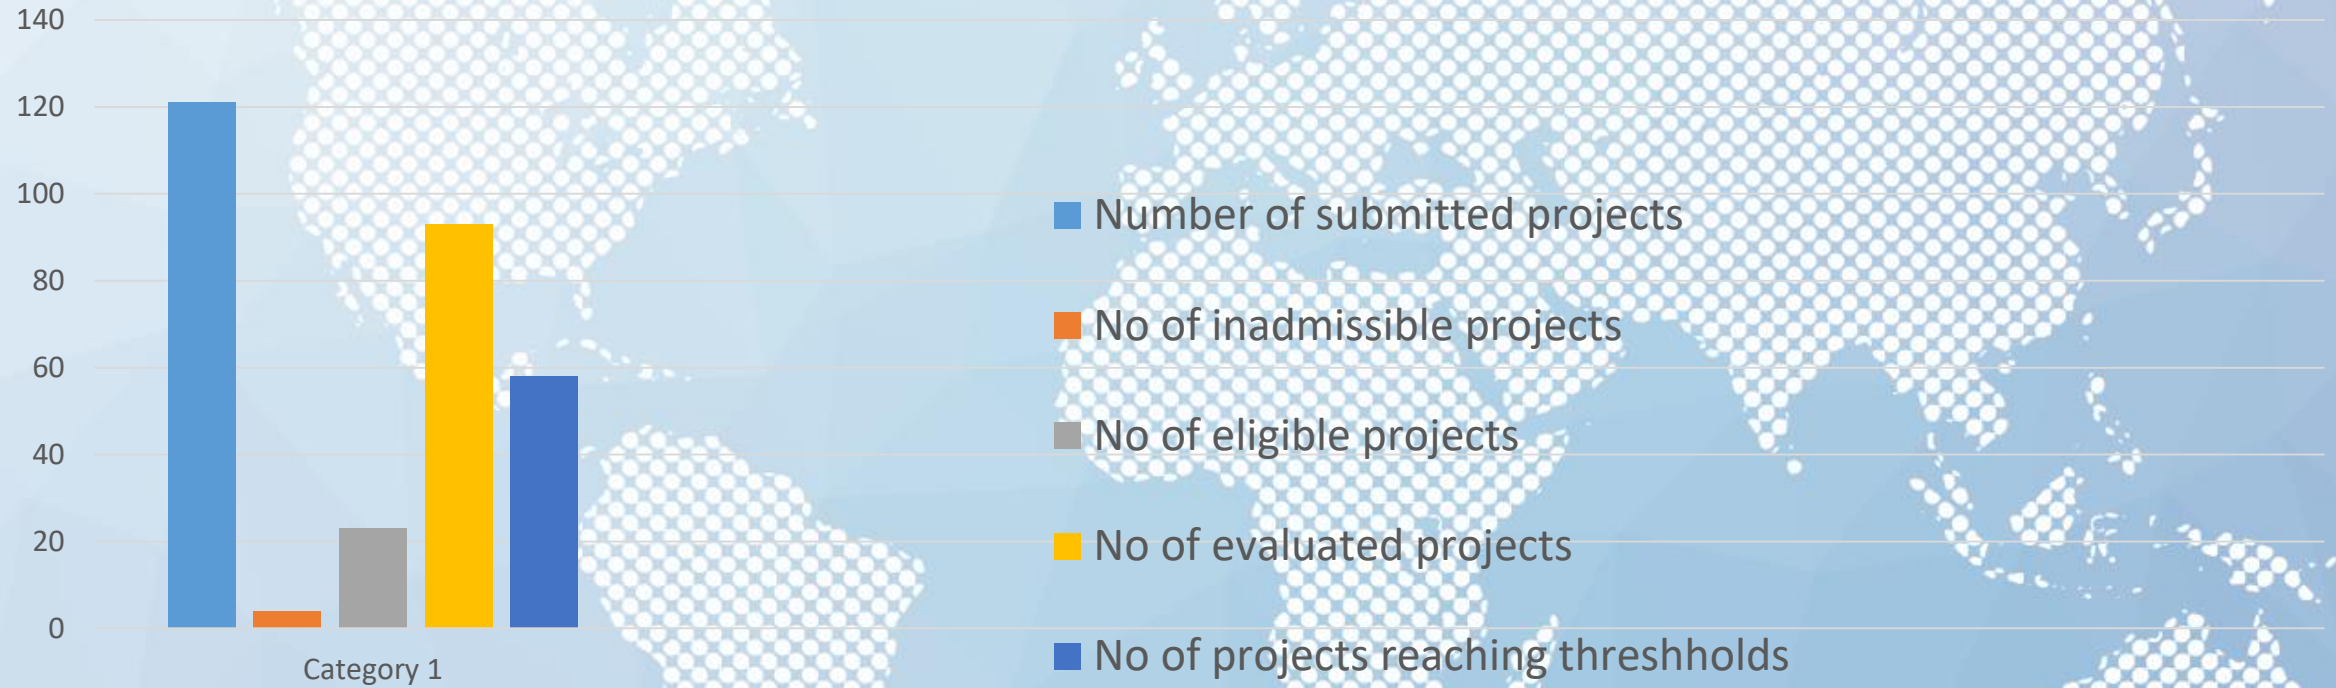 140
120
100
80
60
40
20
0
Category 1
Number of submitted projects
No of inadmissible projects
No of eligible projects
No of evaluated projects
No of projects reaching threshholds